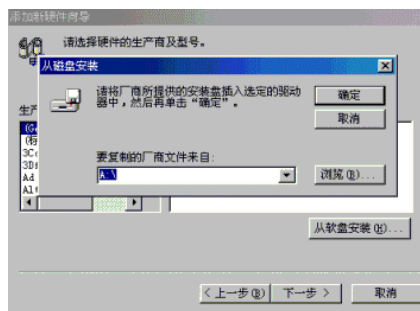 添加新硬件向导
请选择硬件的生产商及型号。
从磁盘安装
请将厂商所提供的安装盘插入选定的驱动
器中，然后再单击“确定”。
确定
取消
生产
3D
Ad
要复制的厂商文件来自:
A:\
浏览(B)...
从软盘安装(H)...
<上一步(B)
下一步 >
取消